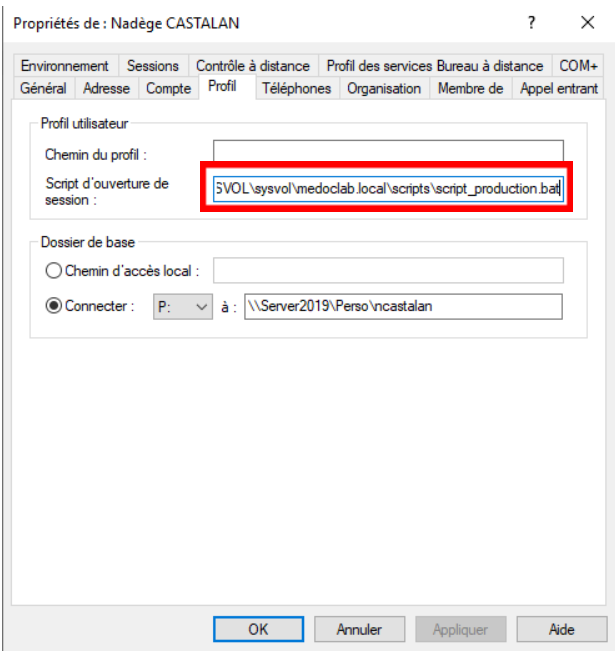 Propriétés de : Nadège CASTALAN
?
Environnement Sessions Contrôle à distance Profil des services Bureau à distance COM+
Général Adresse Compte Profil Téléphones Organisation Membre de Appel entrant
Profil utilisateur
Chemin du profil :
Script d'ouverture de
session :
SVOL\sysvol\medoclab.local\scripts\script_production.bat
Dossier de base
Chemin d'accès local :
Connecter : P: à : \\Server2019\Perso\ncastalan
OK Annuler Appliquer Aide